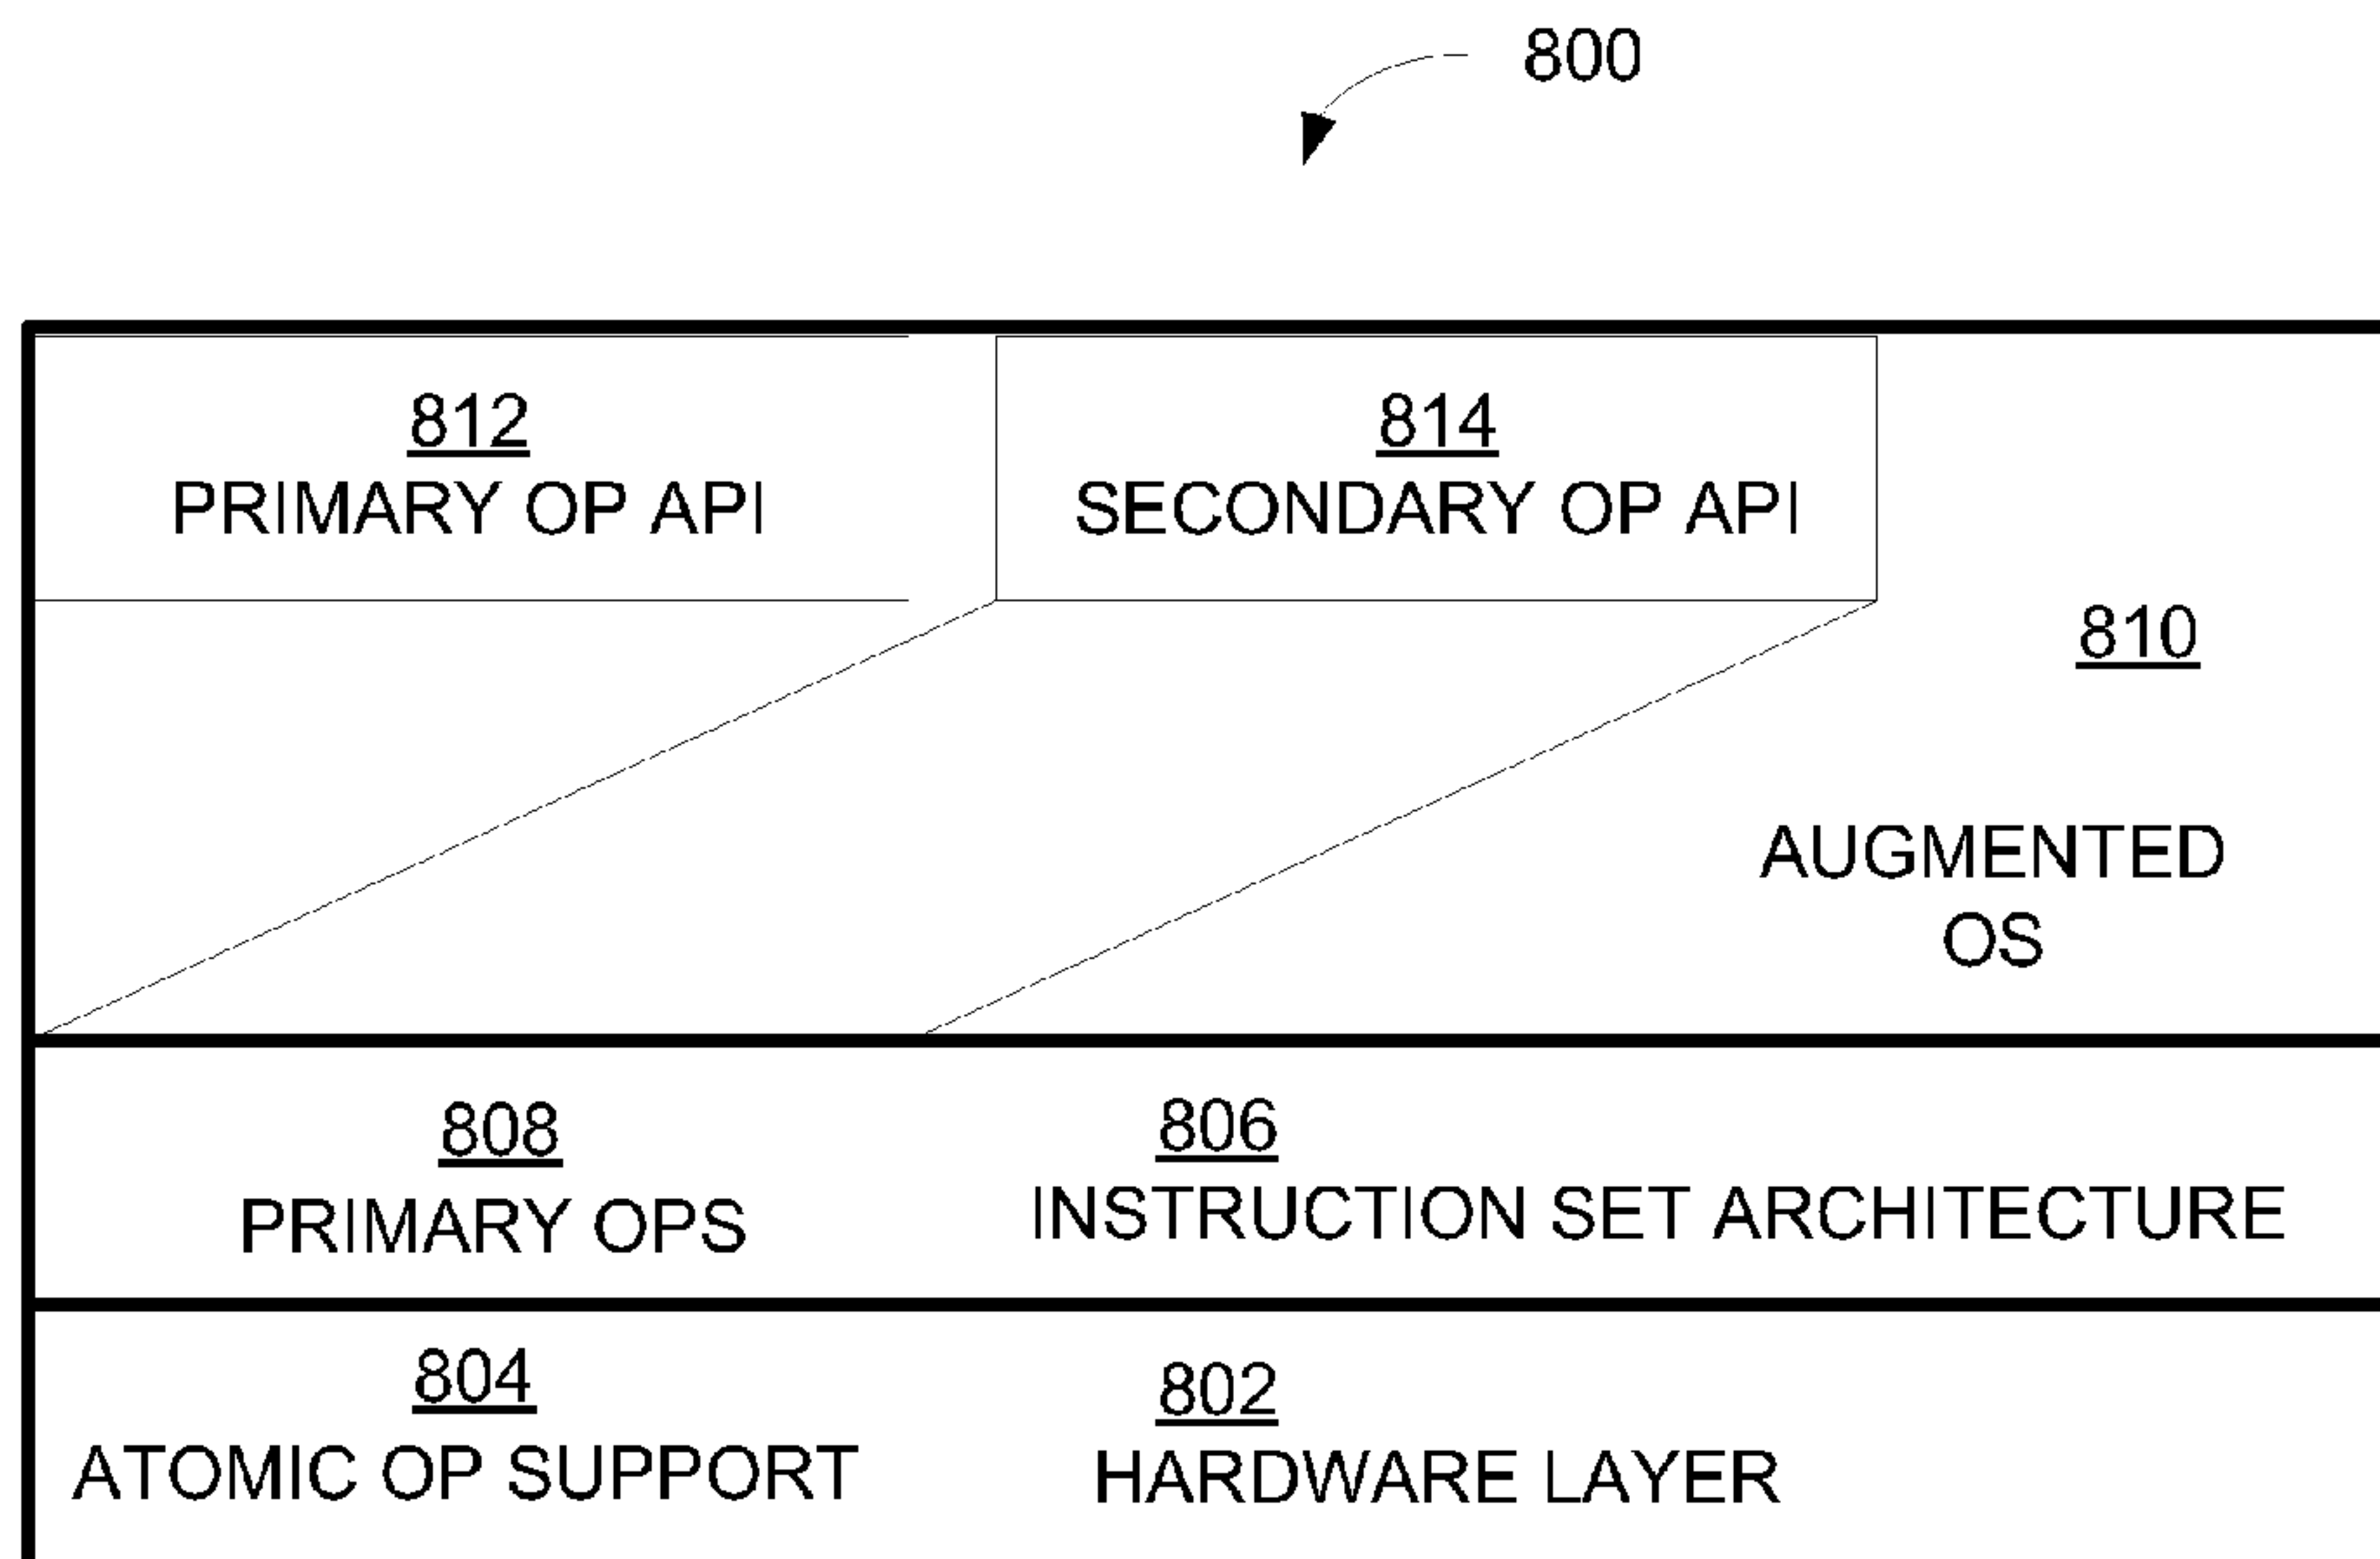 800
812
PRIMARY OP API
814
SECONDARY OP API
810
AUGMENTED
OS
808
PRIMARY OPS
806
INSTRUCTION SET ARCHITECTURE
804
ATOMIC OP SUPPORT
802
HARDWARE LAYER